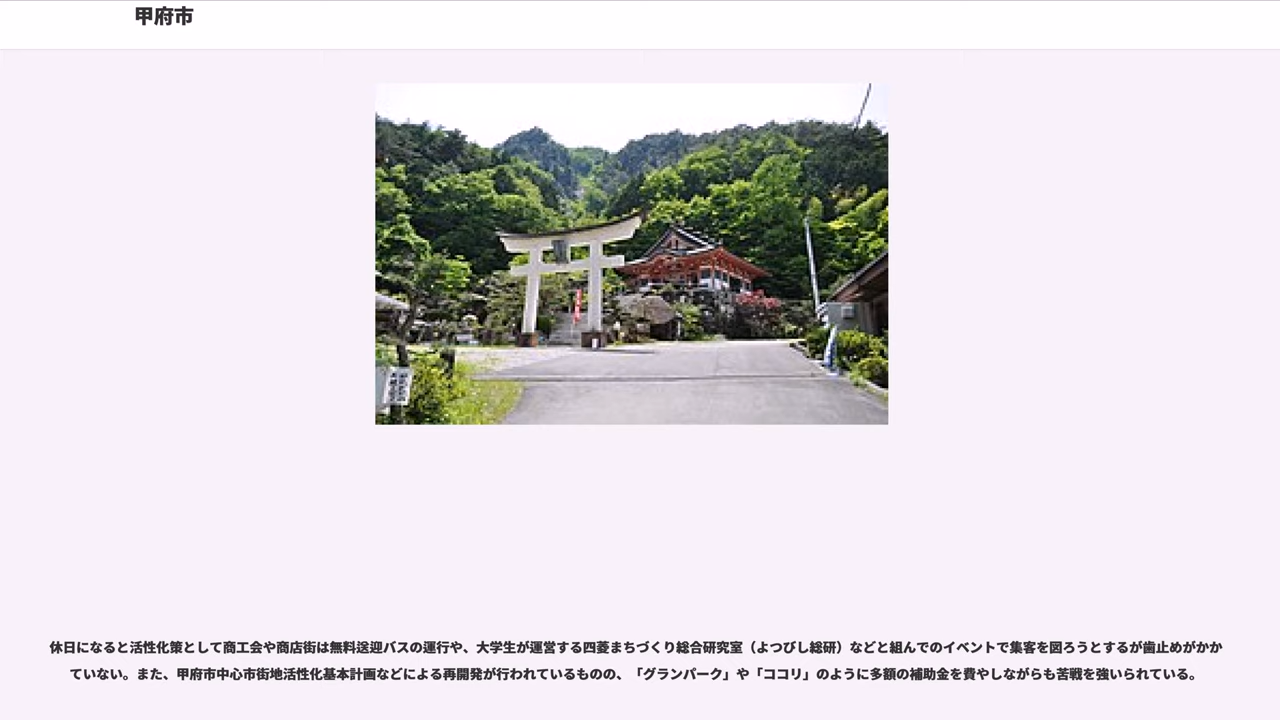 甲府市
休日になると活性化策として商工会や商店街は無料送迎バスの運行や、大学生が運営する四菱まちづくり総合研究室（よつびし総研）などと組んでのイベントで集客を図ろうとするが歯止めがかか
ていない。また、甲府市中心市街地活性化基本計画などによる再開発が行われているものの、「グランパーク」や「ココリ」のように多額の補助金を費やしながらも苦戦を強いられている。